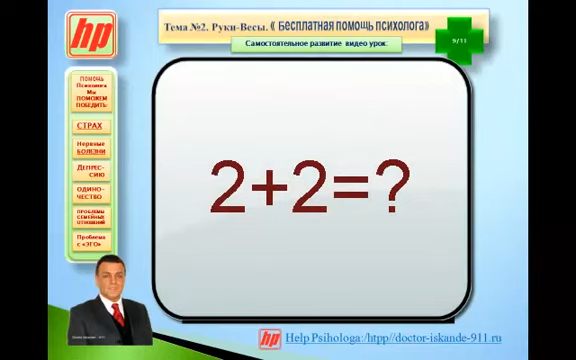 hp
Тема №2. Руки-Весы. « Бесплатная помощь психолога»
Самостоятельное развитие видео урок:
9/11
Помочь
Психика
Мы
поможем
победить:
СТРАХ
Нервные
БОЛЕЗНИ
ДЕПРЕС-
СИЮ
ОДИНО-
ЧЕСТВО
ПРОБЛЕМЫ
СЕМЕЙНЫХ
ОТНОШЕНИЙ
Проблема
с «ЭГО»
2+2=?
hp Help Psihologa:/htpp//doctor-iskande-911.ru